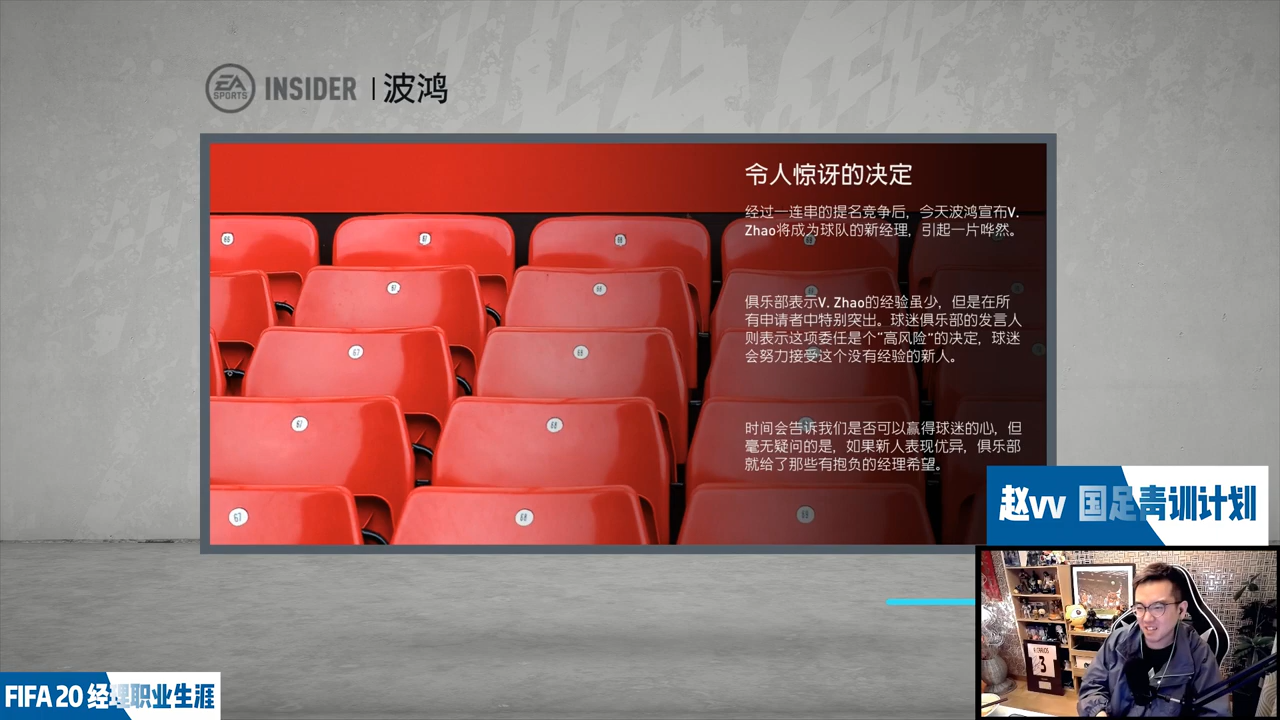 EA SPORTS INSIDER | 波鸿
令人惊讶的决定
经过一连串的提名竞争后，今天波鸿宣布V.
Zhao将成为球队的新经理，引起一片哗然。
俱乐部表示V. Zhao的经验虽少，但是在所
有申请者中特别突出。球迷俱乐部的发言人
则表示这项委任是个“高风险”的决定，球迷
会努力接受这个没有经验的新人。
时间会告诉我们是否可以赢得球迷的心，但
毫无疑问的是，如果新人表现优异，俱乐部
就给了那些有抱负的经理希望。
赵vv 国足青训计划
R. CARLOS
3
FIFA 20 经理职业生涯